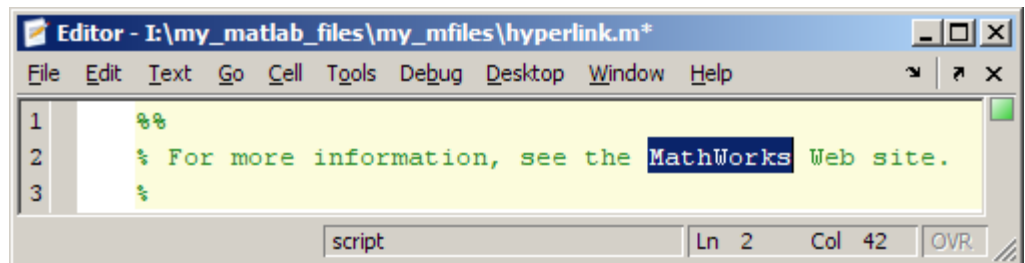 Editor - I:\my_matlab_files\my_mfiles\hyperlink.m*
File Edit Text Go Cell Tools Debug Desktop Window Help
1 %%
2 % For more information, see the MathWorks Web site.
3 %
script Ln 2 Col 42 OVR